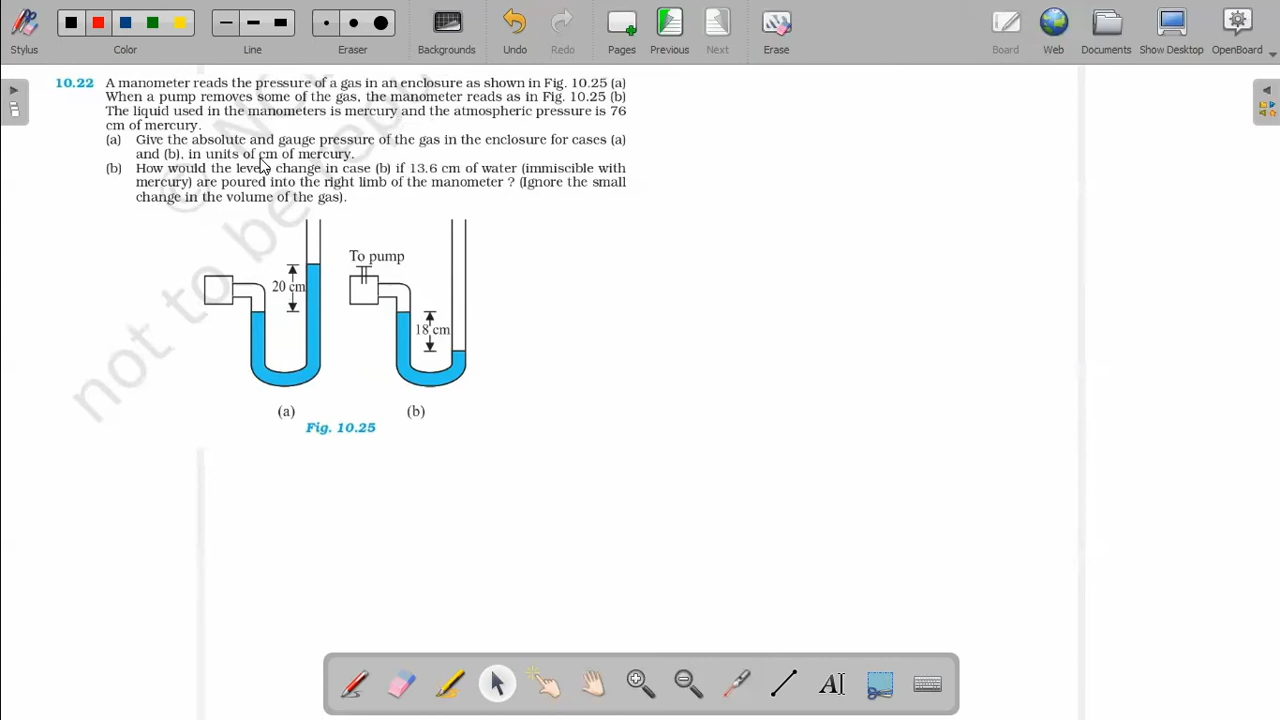 Stylus
Color
Line
Eraser
Backgrounds
Undo
Redo
Pages
Previous
Next
Erase
Board
Web
Documents
Show Desktop
OpenBoard
10.22 A manometer reads the pressure of a gas in an enclosure as shown in Fig. 10.25 (a)
When a pump removes some of the gas, the manometer reads as in Fig. 10.25 (b)
The liquid used in the manometers is mercury and the atmospheric pressure is 76
cm of mercury.
(a) Give the absolute and gauge pressure of the gas in the enclosure for cases (a)
and (b), in units of cm of mercury.
(b) How would the levels change in case (b) if 13.6 cm of water (immiscible with
mercury) are poured into the right limb of the manometer ? (Ignore the small
change in the volume of the gas).
To pump
20 cm
18 cm
(a) (b)
Fig. 10.25
not to be
AI